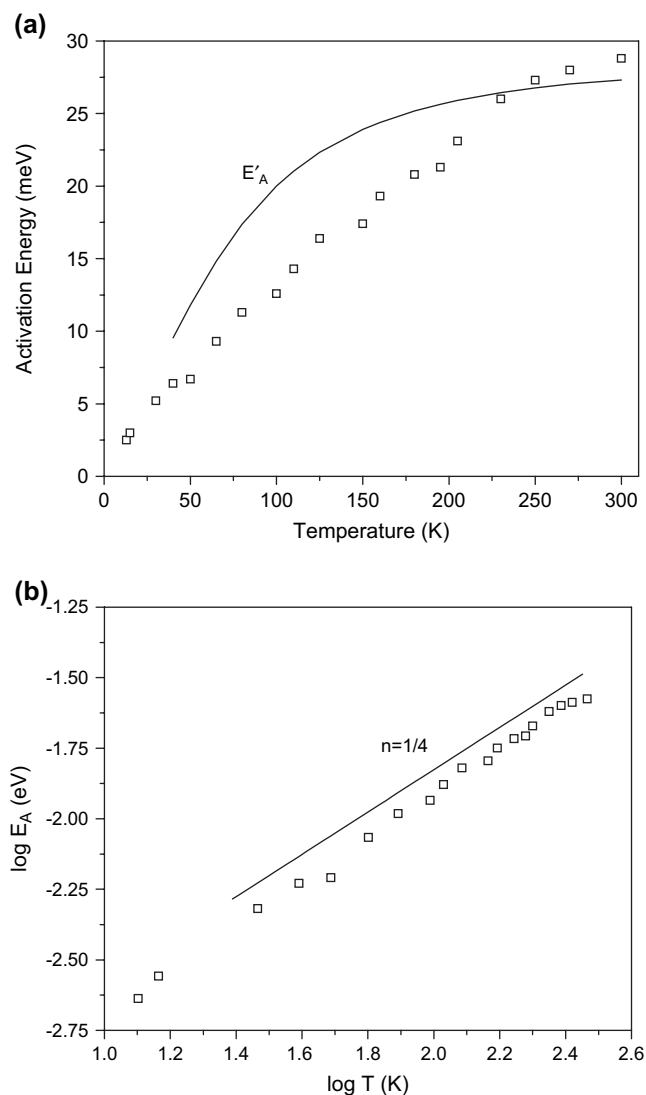 (a)
30
25
20
15
10
5
0
Activation Energy (meV)
E′A
0 50 100 150 200 250 300
Temperature (K)
(b)
-1.25
-1.50
-1.75
-2.00
-2.25
-2.50
-2.75
log EA (eV)
n=1/4
1.0 1.2 1.4 1.6 1.8 2.0 2.2 2.4 2.6
log T (K)